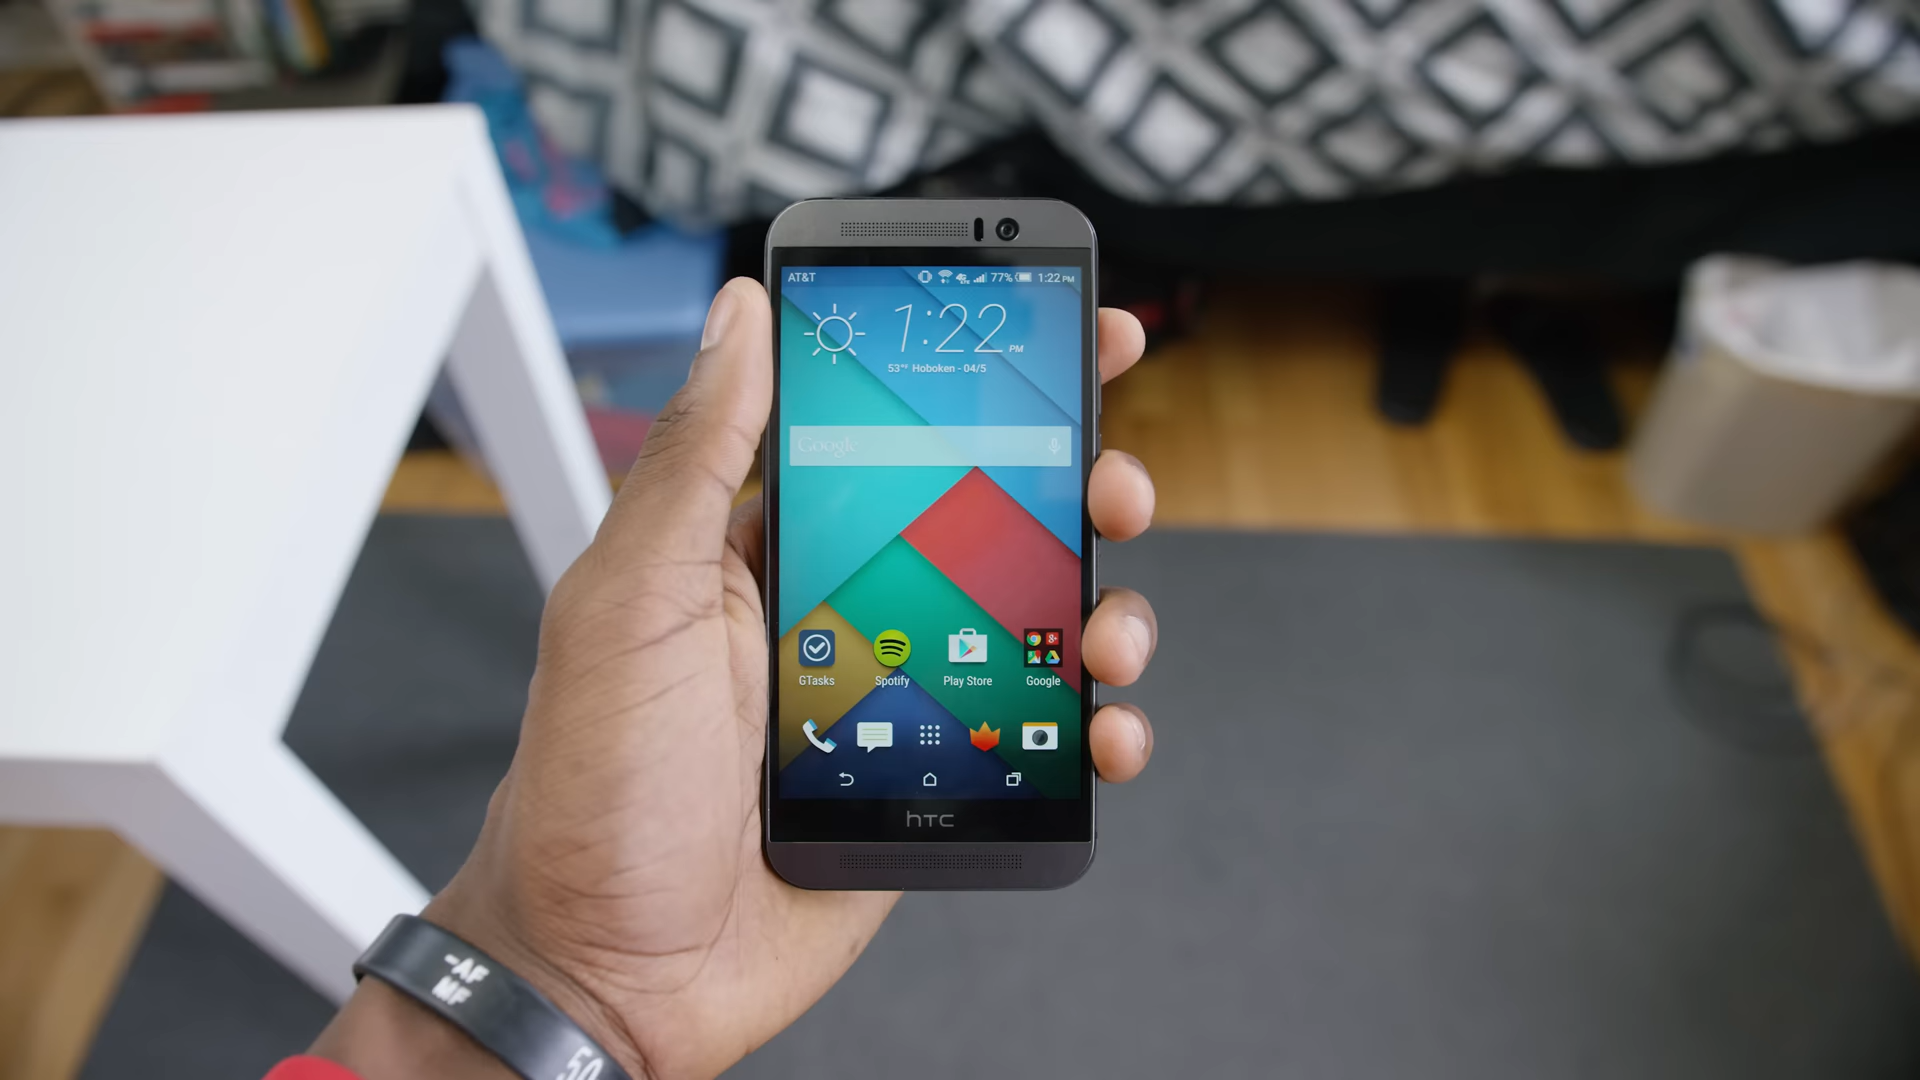 AT&T 77% 1:22 PM
1:22 PM
53°F Hoboken - 04/5
Google
GTasks Spotify Play Store Google
htc
-AF
MF
50